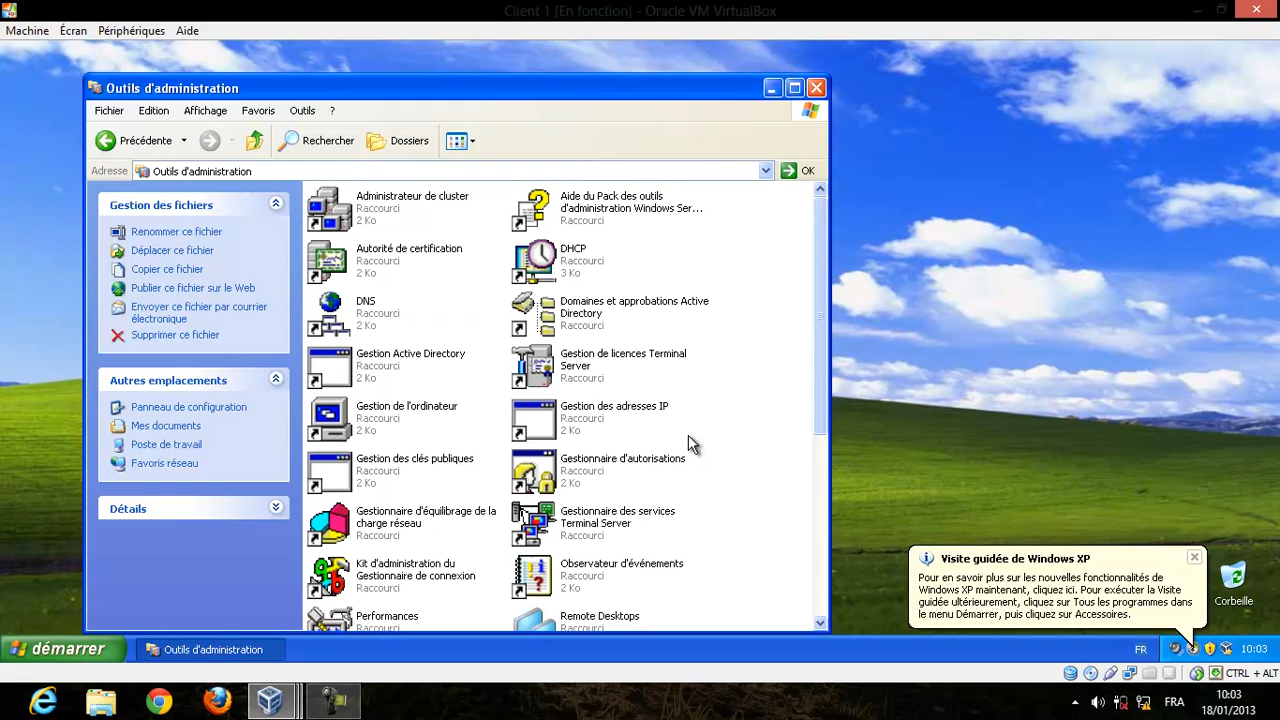 Client 1 [En fonction] - Oracle VM VirtualBox
Machine Écran Périphériques Aide
Outils d'administration
Fichier Edition Affichage Favoris Outils ?
Précédente Rechercher Dossiers
Adresse Outils d'administration OK
Gestion des fichiers
Renommer ce fichier
Déplacer ce fichier
Copier ce fichier
Publier ce fichier sur le Web
Envoyer ce fichier par courrier
électronique
Supprimer ce fichier
Autres emplacements
Panneau de configuration
Mes documents
Poste de travail
Favoris réseau
Détails
Administrateur de cluster
Raccourci
2 Ko
Aide du Pack des outils
d'administration Windows Ser...
Raccourci
Autorité de certification
Raccourci
2 Ko
DHCP
Raccourci
3 Ko
DNS
Raccourci
2 Ko
Domaines et approbations Active
Directory
Raccourci
Gestion Active Directory
Raccourci
2 Ko
Gestion de licences Terminal
Server
Raccourci
Gestion de l'ordinateur
Raccourci
2 Ko
Gestion des adresses IP
Raccourci
2 Ko
Gestion des clés publiques
Raccourci
2 Ko
Gestionnaire d'autorisations
Raccourci
2 Ko
Gestionnaire d'équilibrage de la
charge réseau
Raccourci
Gestionnaire des services
Terminal Server
Raccourci
Kit d'administration du
Gestionnaire de connexion
Raccourci
Observateur d'événements
Raccourci
2 Ko
Performances
Raccourci
Remote Desktops
Raccourci
Visite guidée de Windows XP
Pour en savoir plus sur les nouvelles fonctionnalités de
Windows XP maintenant, cliquez ici. Pour exécuter la Visite
guidée ultérieurement, cliquez sur Tous les programmes dans
le menu Démarrer, puis cliquez sur Accessoires.
Corbeille
démarrer Outils d'administration FR 10:03
CTRL + ALT
FRA
10:03
18/01/2013